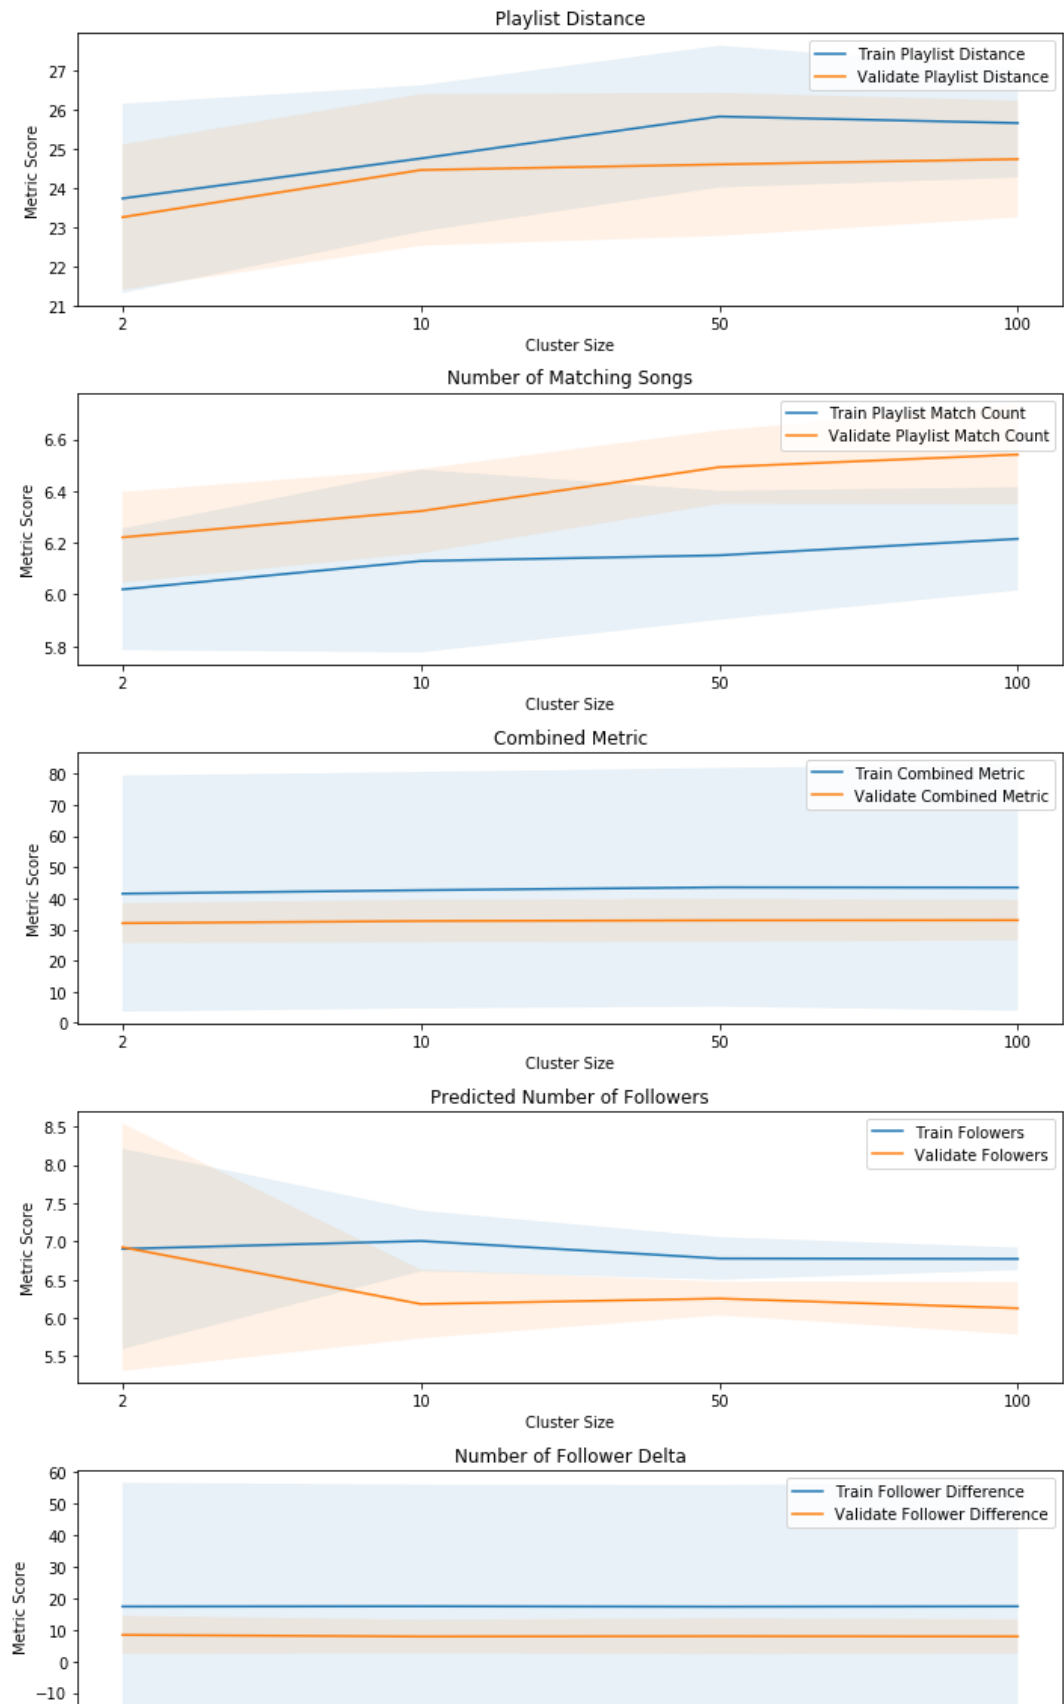 Playlist Distance
Train Playlist Distance
Validate Playlist Distance
Metric Score
27
26
25
24
23
22
21
2 10 50 100
Cluster Size
Number of Matching Songs
Train Playlist Match Count
Validate Playlist Match Count
Metric Score
6.6
6.4
6.2
6.0
5.8
2 10 50 100
Cluster Size
Combined Metric
Train Combined Metric
Validate Combined Metric
Metric Score
80
70
60
50
40
30
20
10
0
2 10 50 100
Cluster Size
Predicted Number of Followers
Train Folowers
Validate Folowers
Metric Score
8.5
8.0
7.5
7.0
6.5
6.0
5.5
2 10 50 100
Cluster Size
Number of Follower Delta
Train Follower Difference
Validate Follower Difference
Metric Score
60
50
40
30
20
10
0
−10